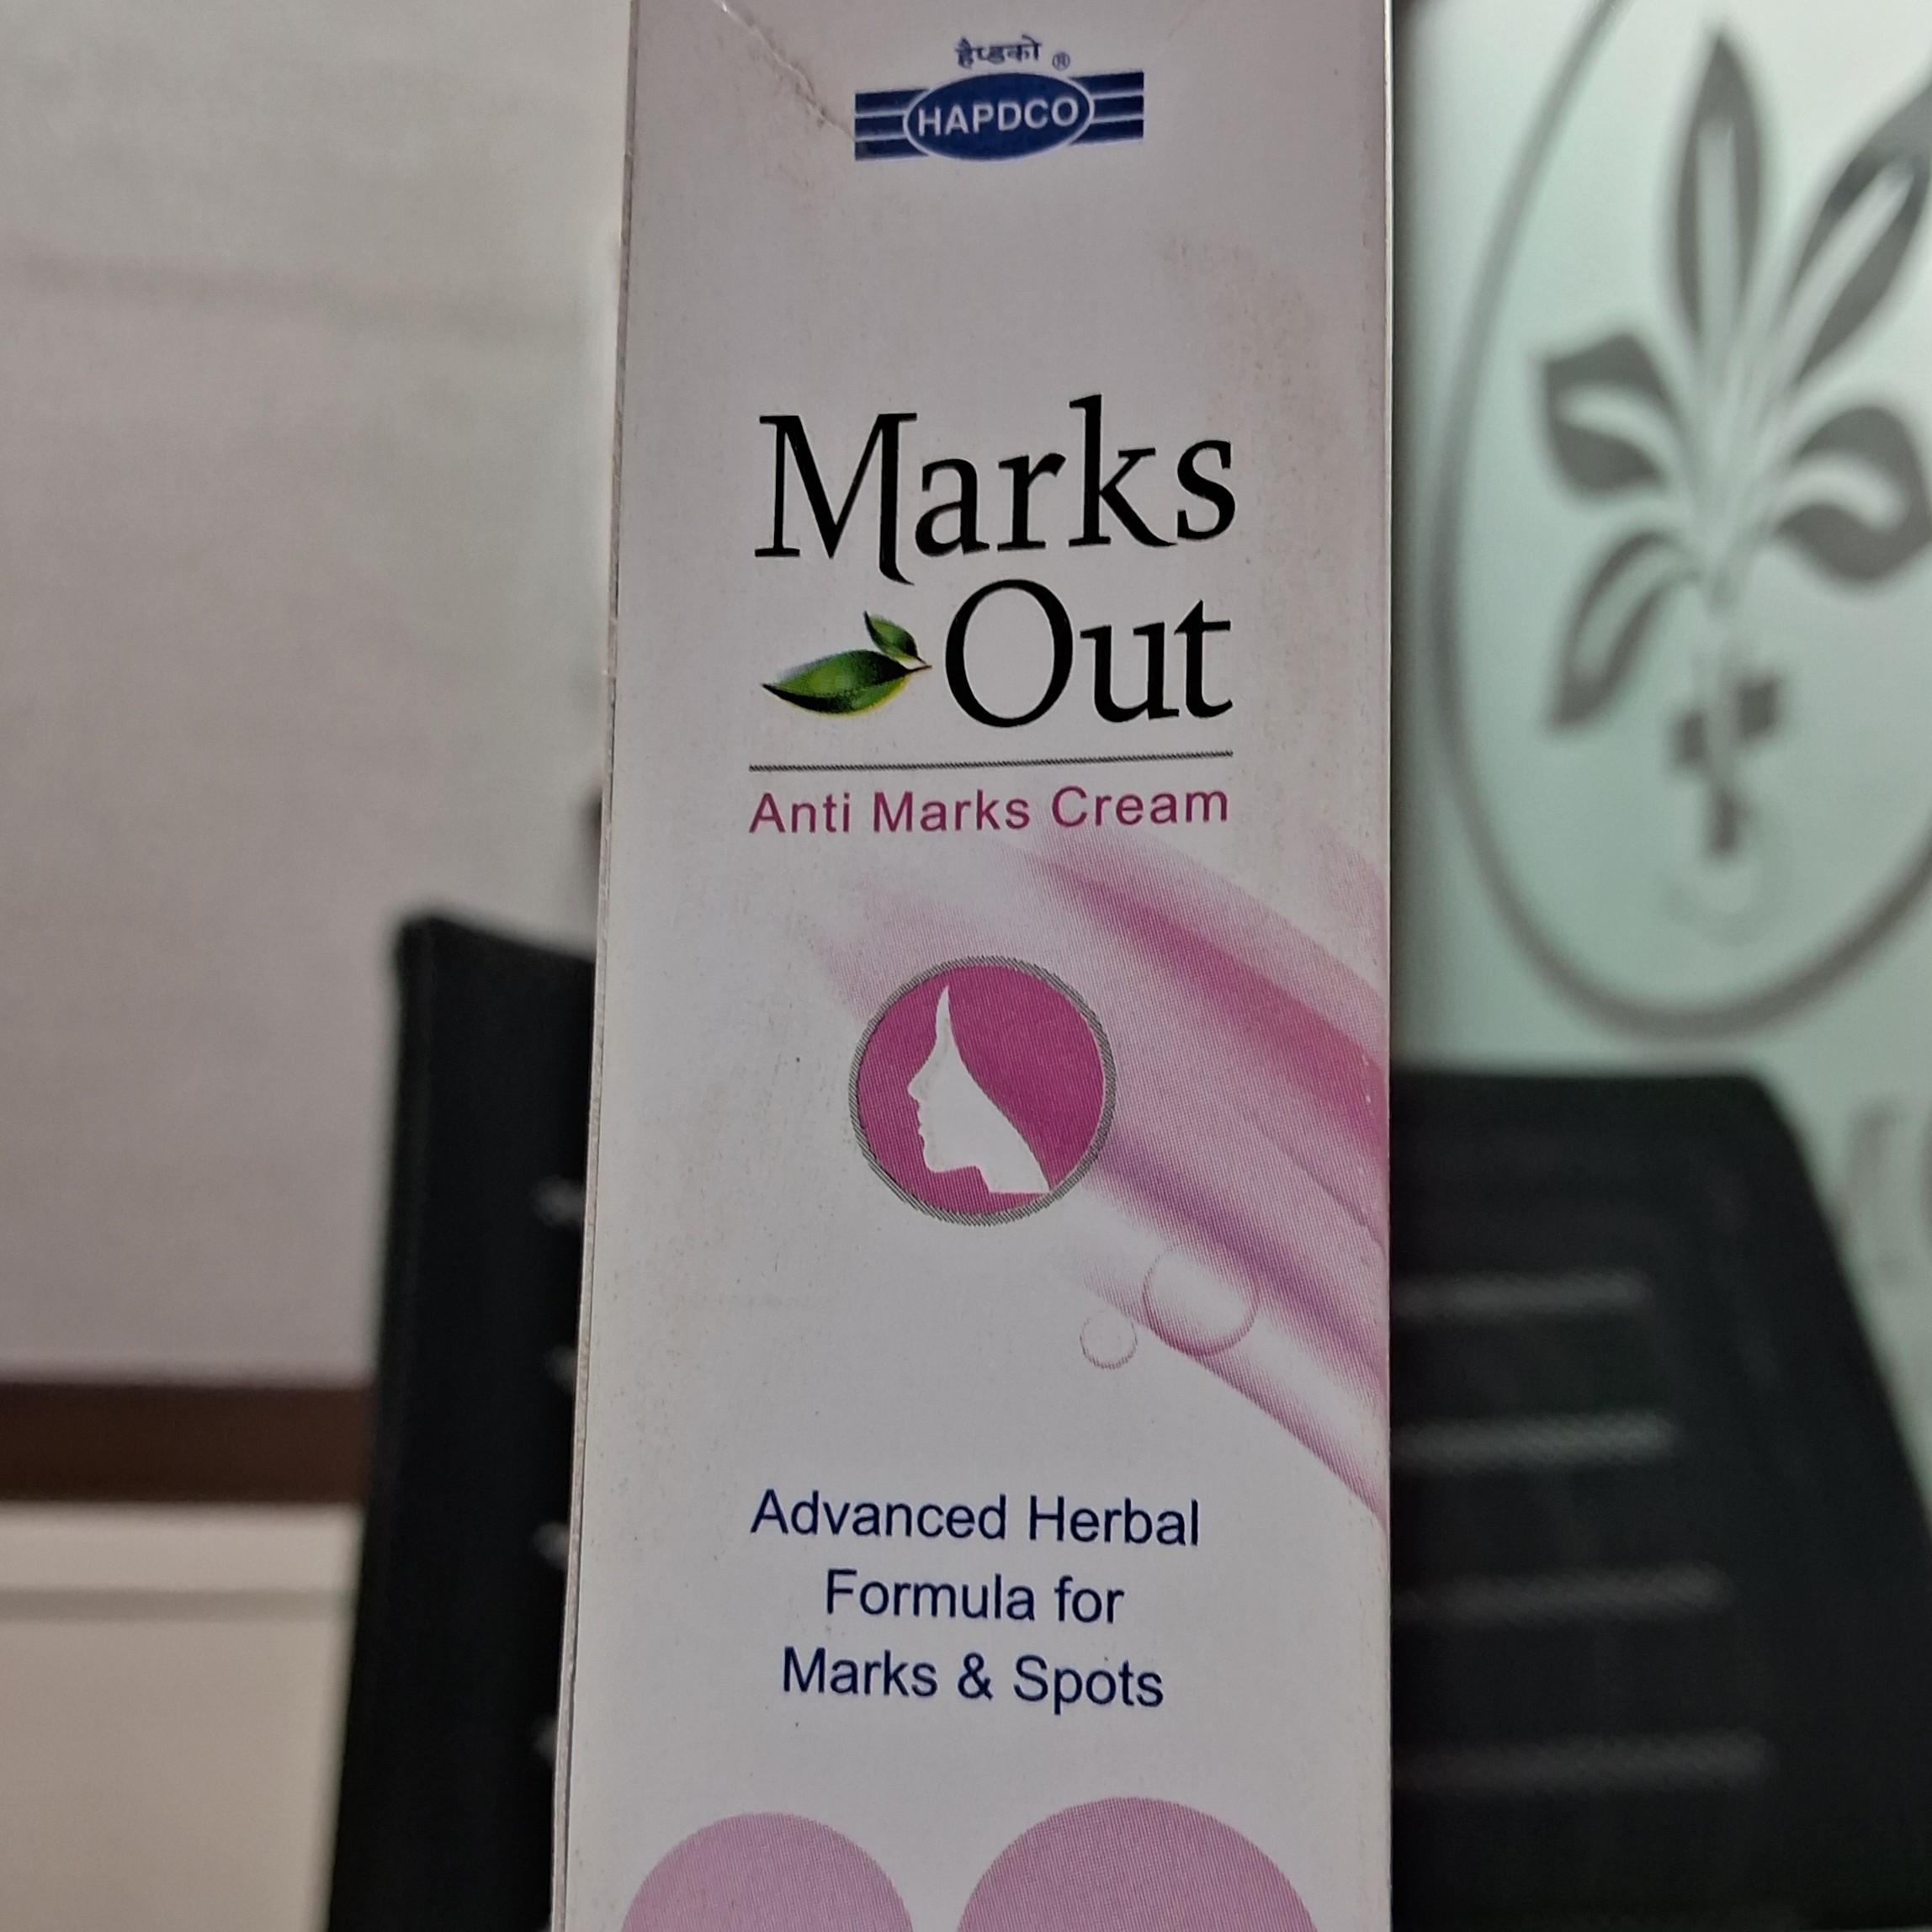 हैप्डको ®
HAPDCO
Marks
Out
Anti Marks Cream
Advanced Herbal
Formula for
Marks & Spots